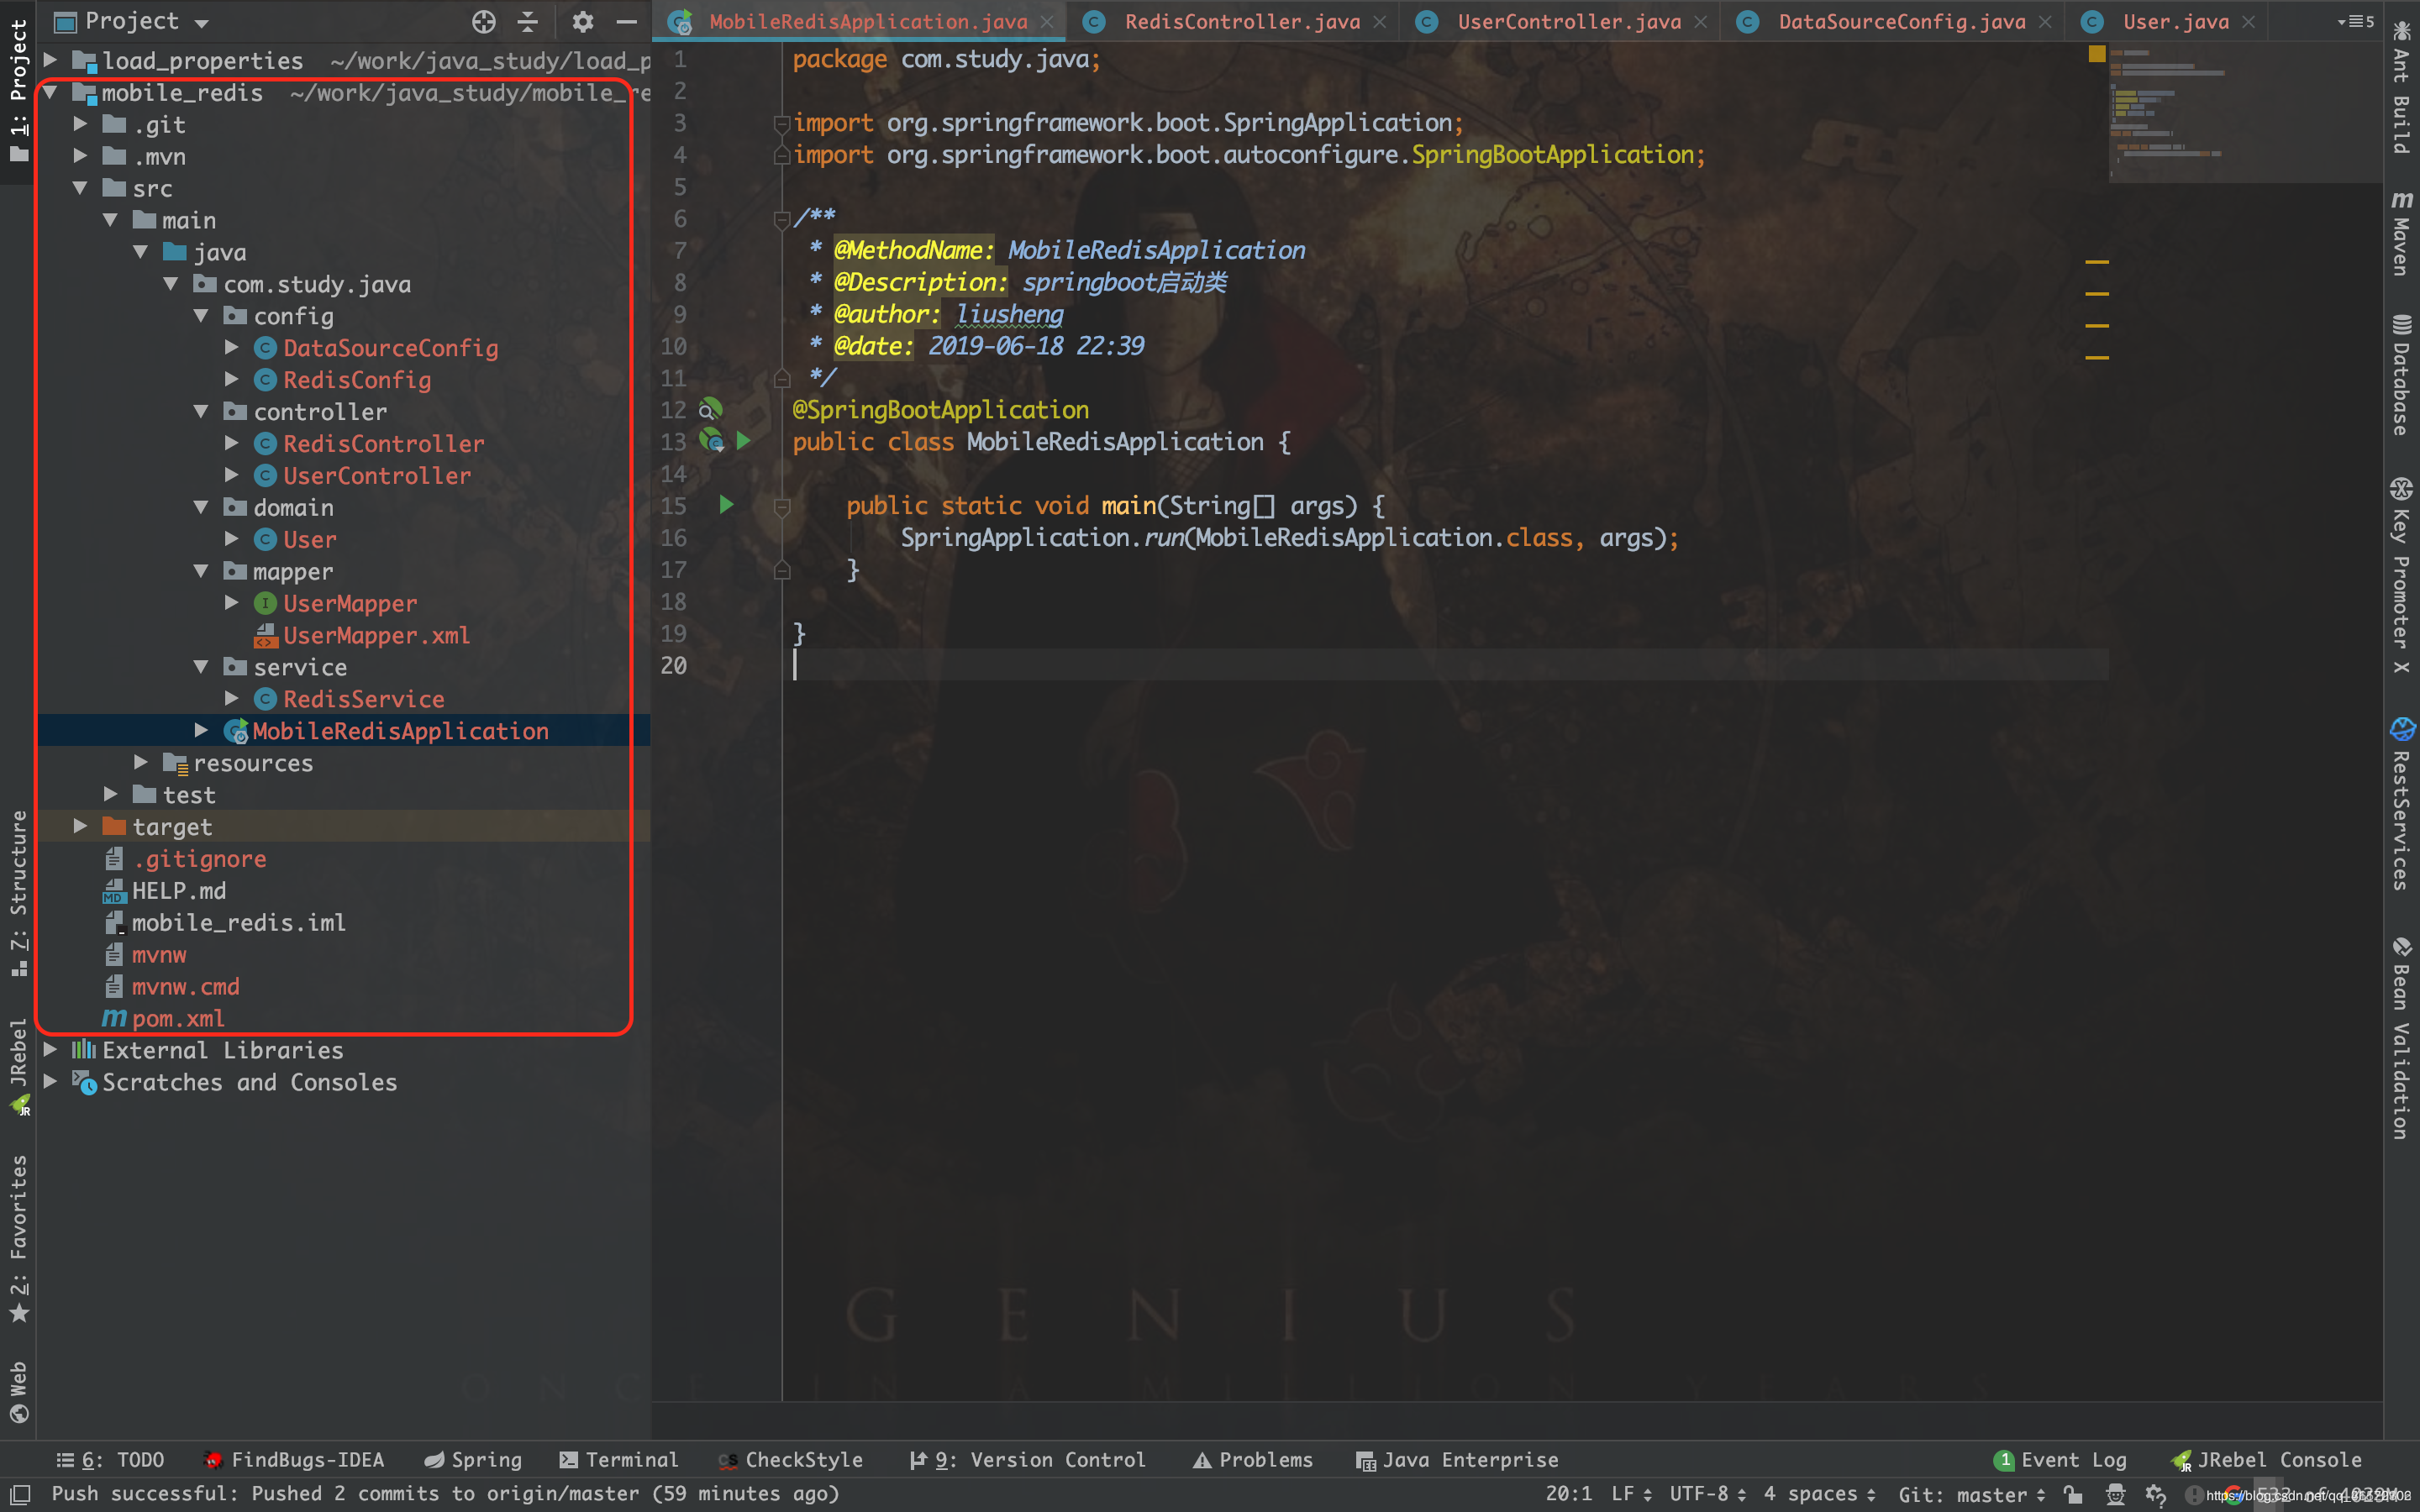 Project
MobileRedisApplication.java
RedisController.java
UserController.java
DataSourceConfig.java
User.java
5
load_properties ~/work/java_study/load_p
mobile_redis ~/work/java_study/mobile_re
.git
.mvn
src
main
java
com.study.java
config
DataSourceConfig
RedisConfig
controller
RedisController
UserController
domain
User
mapper
UserMapper
UserMapper.xml
service
RedisService
MobileRedisApplication
resources
test
target
.gitignore
HELP.md
mobile_redis.iml
mvnw
mvnw.cmd
pom.xml
External Libraries
Scratches and Consoles
1 package com.study.java;
2
3 import org.springframework.boot.SpringApplication;
4 import org.springframework.boot.autoconfigure.SpringBootApplication;
5
6 /**
7 * @MethodName: MobileRedisApplication
8 * @Description: springboot启动类
9 * @author: liusheng
10 * @date: 2019-06-18 22:39
11 */
12 @SpringBootApplication
13 public class MobileRedisApplication {
14
15 public static void main(String[] args) {
16 SpringApplication.run(MobileRedisApplication.class, args);
17 }
18
19 }
20
GENIUS
1: Project
7: Structure
JRebel
2: Favorites
Web
Ant Build
Maven
Database
Key Promoter X
RestServices
Bean Validation
6: TODO
FindBugs-IDEA
Spring
Terminal
CheckStyle
9: Version Control
Problems
Java Enterprise
1 Event Log
JRebel Console
Push successful: Pushed 2 commits to origin/master (59 minutes ago)
20:1 LF UTF-8 4 spaces Git: master